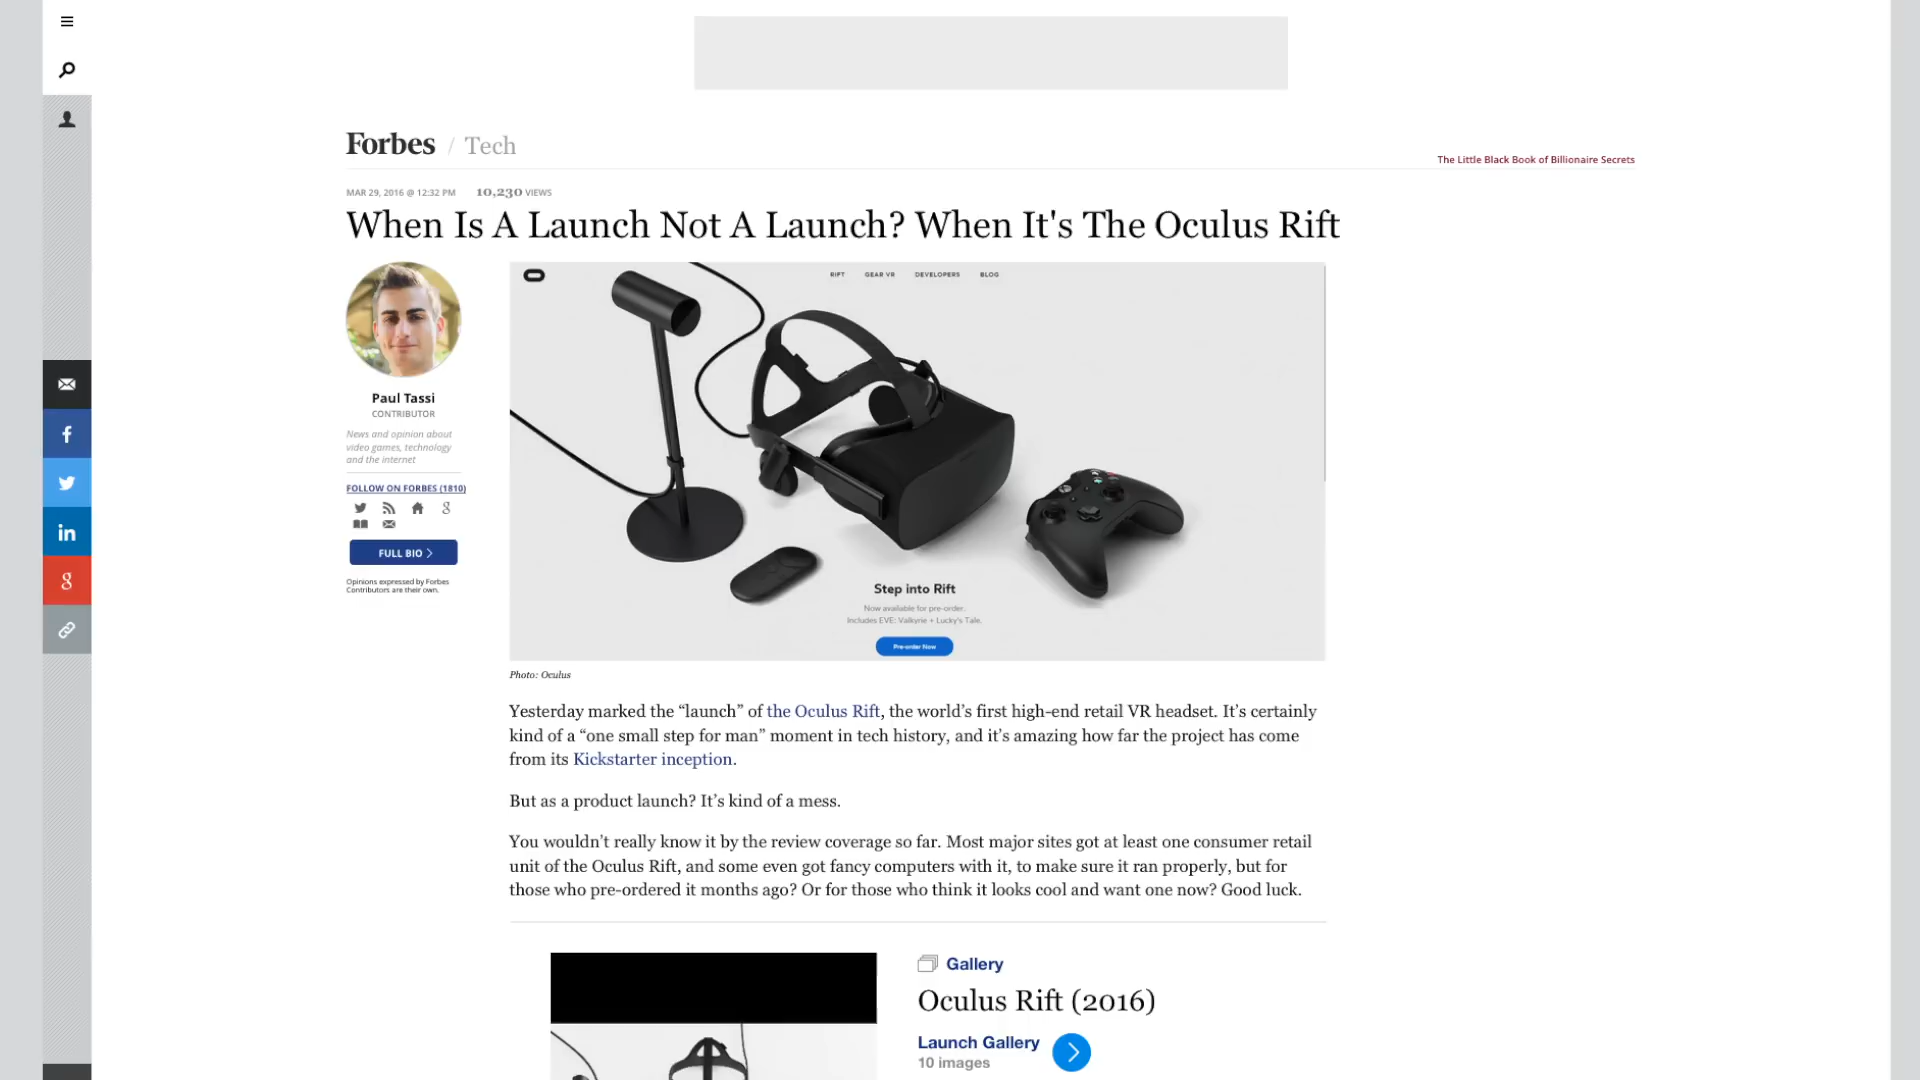 Forbes / Tech
The Little Black Book of Billionaire Secrets
MAR 29, 2016 @ 12:32 PM 10,230 VIEWS
When Is A Launch Not A Launch? When It's The Oculus Rift
RIFT GEAR VR DEVELOPERS BLOG
Paul Tassi
CONTRIBUTOR
News and opinion about
video games, technology
and the internet
FOLLOW ON FORBES (1810)
FULL BIO
Opinions expressed by Forbes
Contributors are their own.
Step into Rift
Now available for pre-order.
Includes EVE: Valkyrie + Lucky's Tale.
Pre-order Now
Photo: Oculus
Yesterday marked the “launch” of the Oculus Rift, the world’s first high-end retail VR headset. It’s certainly
kind of a “one small step for man” moment in tech history, and it’s amazing how far the project has come
from its Kickstarter inception.
But as a product launch? It’s kind of a mess.
You wouldn’t really know it by the review coverage so far. Most major sites got at least one consumer retail
unit of the Oculus Rift, and some even got fancy computers with it, to make sure it ran properly, but for
those who pre-ordered it months ago? Or for those who think it looks cool and want one now? Good luck.
Gallery
Oculus Rift (2016)
Launch Gallery
10 images